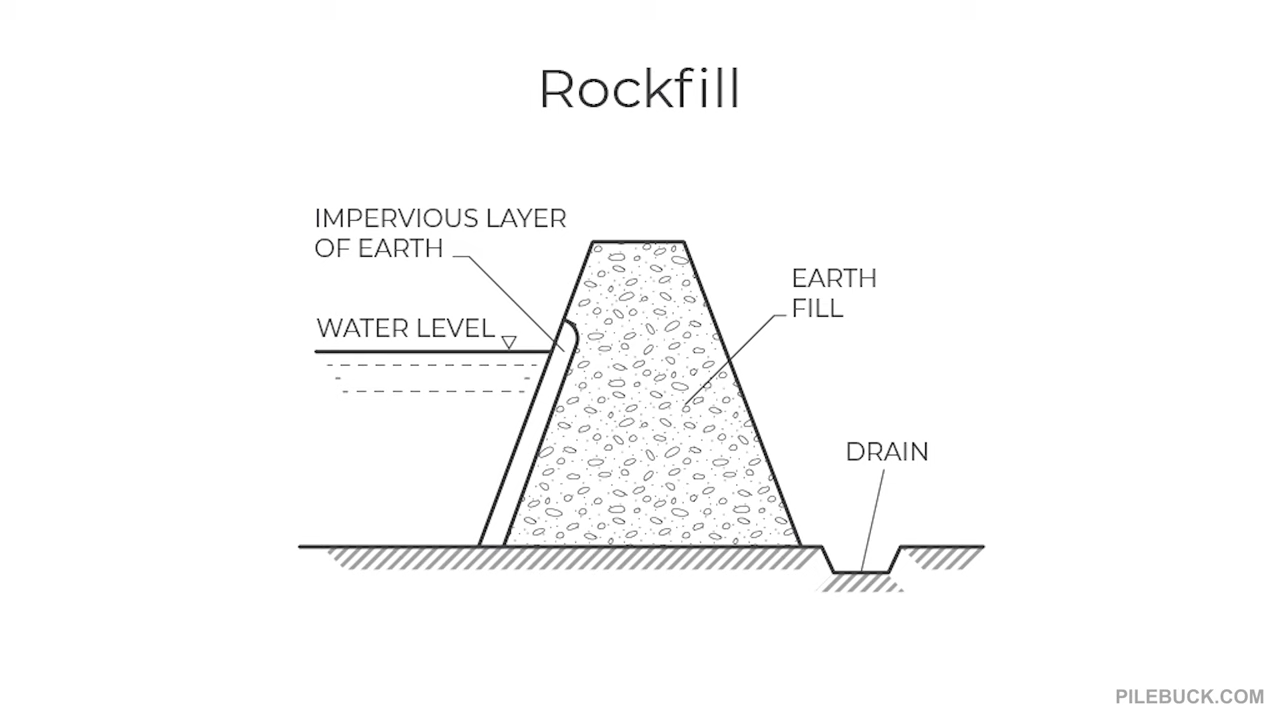 Rockfill
IMPERVIOUS LAYER
OF EARTH
WATER LEVEL
EARTH
FILL
DRAIN
PILEBUCK.COM